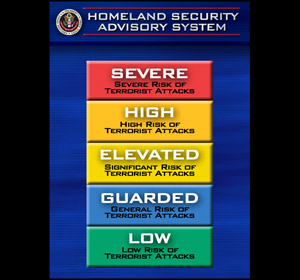 HOMELAND SECURITY
ADVISORY SYSTEM
SEVERE
SEVERE RISK OF
TERRORIST ATTACKS
HIGH
HIGH RISK OF
TERRORIST ATTACKS
ELEVATED
SIGNIFICANT RISK OF
TERRORIST ATTACKS
GUARDED
GENERAL RISK OF
TERRORIST ATTACKS
LOW
LOW RISK OF
TERRORIST ATTACKS